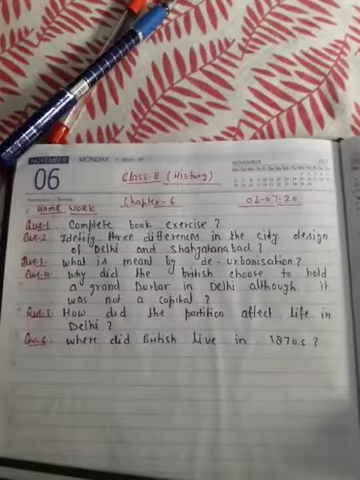 NOVEMBER MONDAY
NOVEMBER
06
Class-8 (History)
Chapter-6
HOME WORK
Que-1. Complete book exercise ?
Que-2 Identify three differences in the city design
of Delhi and Shahjahanabad ?
Que-3: what is meant by de-urbanisation?
Que-4: why did the british choose to hold
a grand Durbar in Delhi although it
was not a capital ?
Que-5: How did the partition affect life in
Delhi ?
Que-6: where did British live in 1870s ?